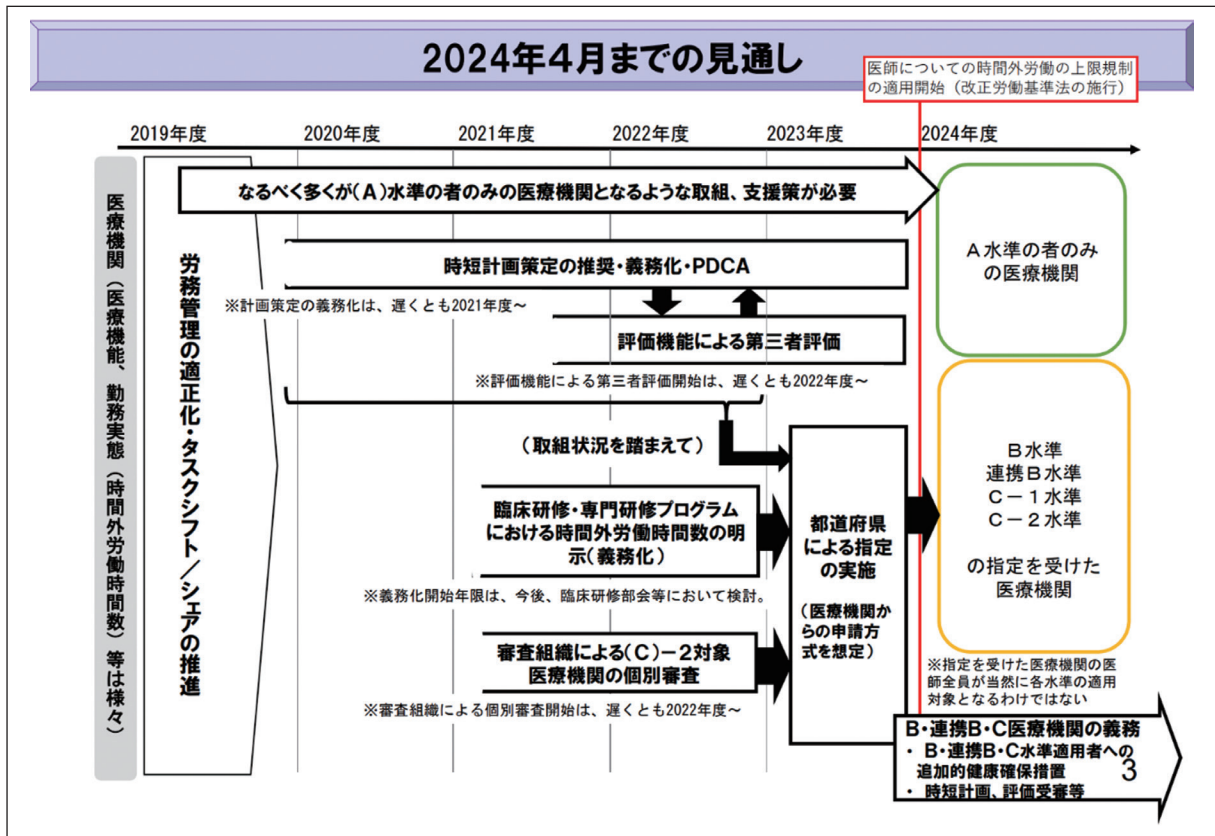 2024年4月までの見通し
医師についての時間外労働の上限規制
の適用開始（改正労働基準法の施行）
2019年度
2020年度
2021年度
2022年度
2023年度
2024年度
医療機関（医療機能、勤務実態（時間外労働時間数）等は様々）
労務管理の適正化・タスクシフト／シェアの推進
なるべく多くが（A）水準の者のみの医療機関となるような取組、支援策が必要
時短計画策定の推奨・義務化・PDCA
※計画策定の義務化は、遅くとも2021年度～
評価機能による第三者評価
※評価機能による第三者評価開始は、遅くとも2022年度～
（取組状況を踏まえて）
臨床研修・専門研修プログラム
における時間外労働時間数の明
示（義務化）
※義務化開始年限は、今後、臨床研修部会等において検討。
審査組織による（C）－2対象
医療機関の個別審査
※審査組織による個別審査開始は、遅くとも2022年度～
都道府県
による指定
の実施
（医療機関か
らの申請方
式を想定）
A水準の者のみ
の医療機関
B水準
連携B水準
C－1水準
C－2水準
の指定を受けた
医療機関
※指定を受けた医療機関の医
師全員が当然に各水準の適用
対象となるわけではない
B・連携B・C医療機関の義務
・ B・連携B・C水準適用者への
追加的健康確保措置
・ 時短計画、評価受審等
3